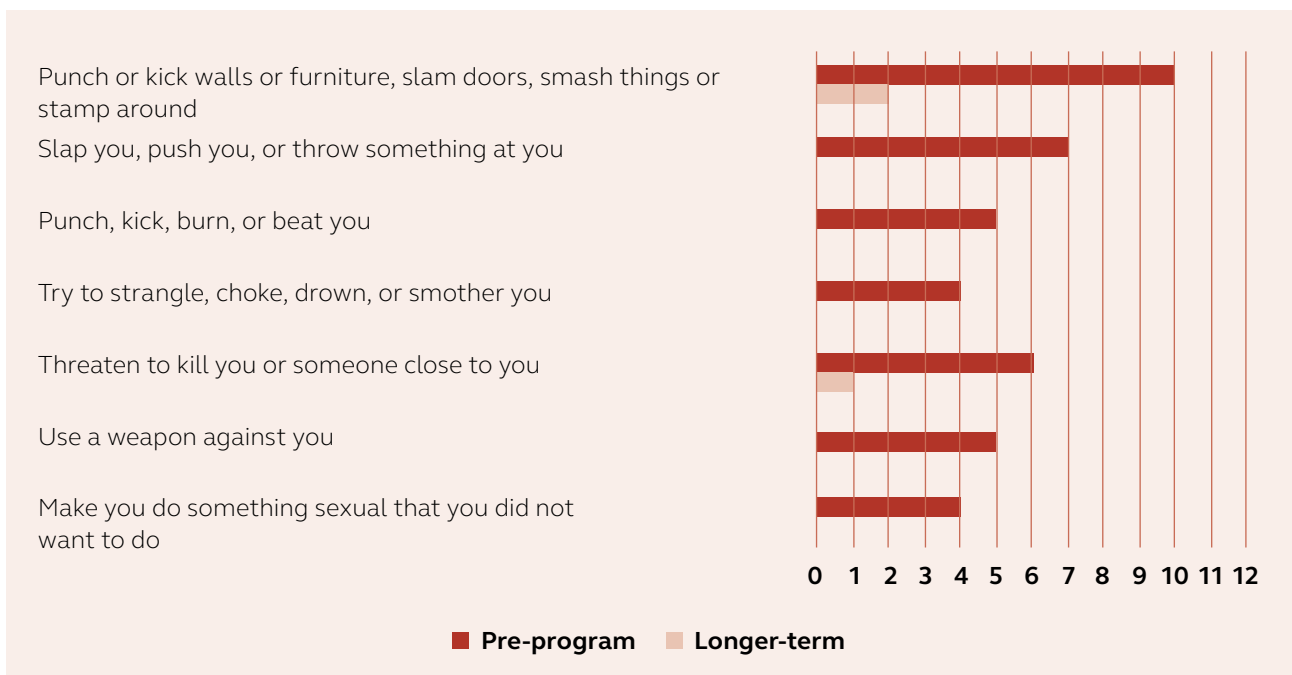 Punch or kick walls or furniture, slam doors, smash things or
stamp around
Slap you, push you, or throw something at you
Punch, kick, burn, or beat you
Try to strangle, choke, drown, or smother you
Threaten to kill you or someone close to you
Use a weapon against you
Make you do something sexual that you did not
want to do
0 1 2 3 4 5 6 7 8 9 10 11 12
Pre-program Longer-term